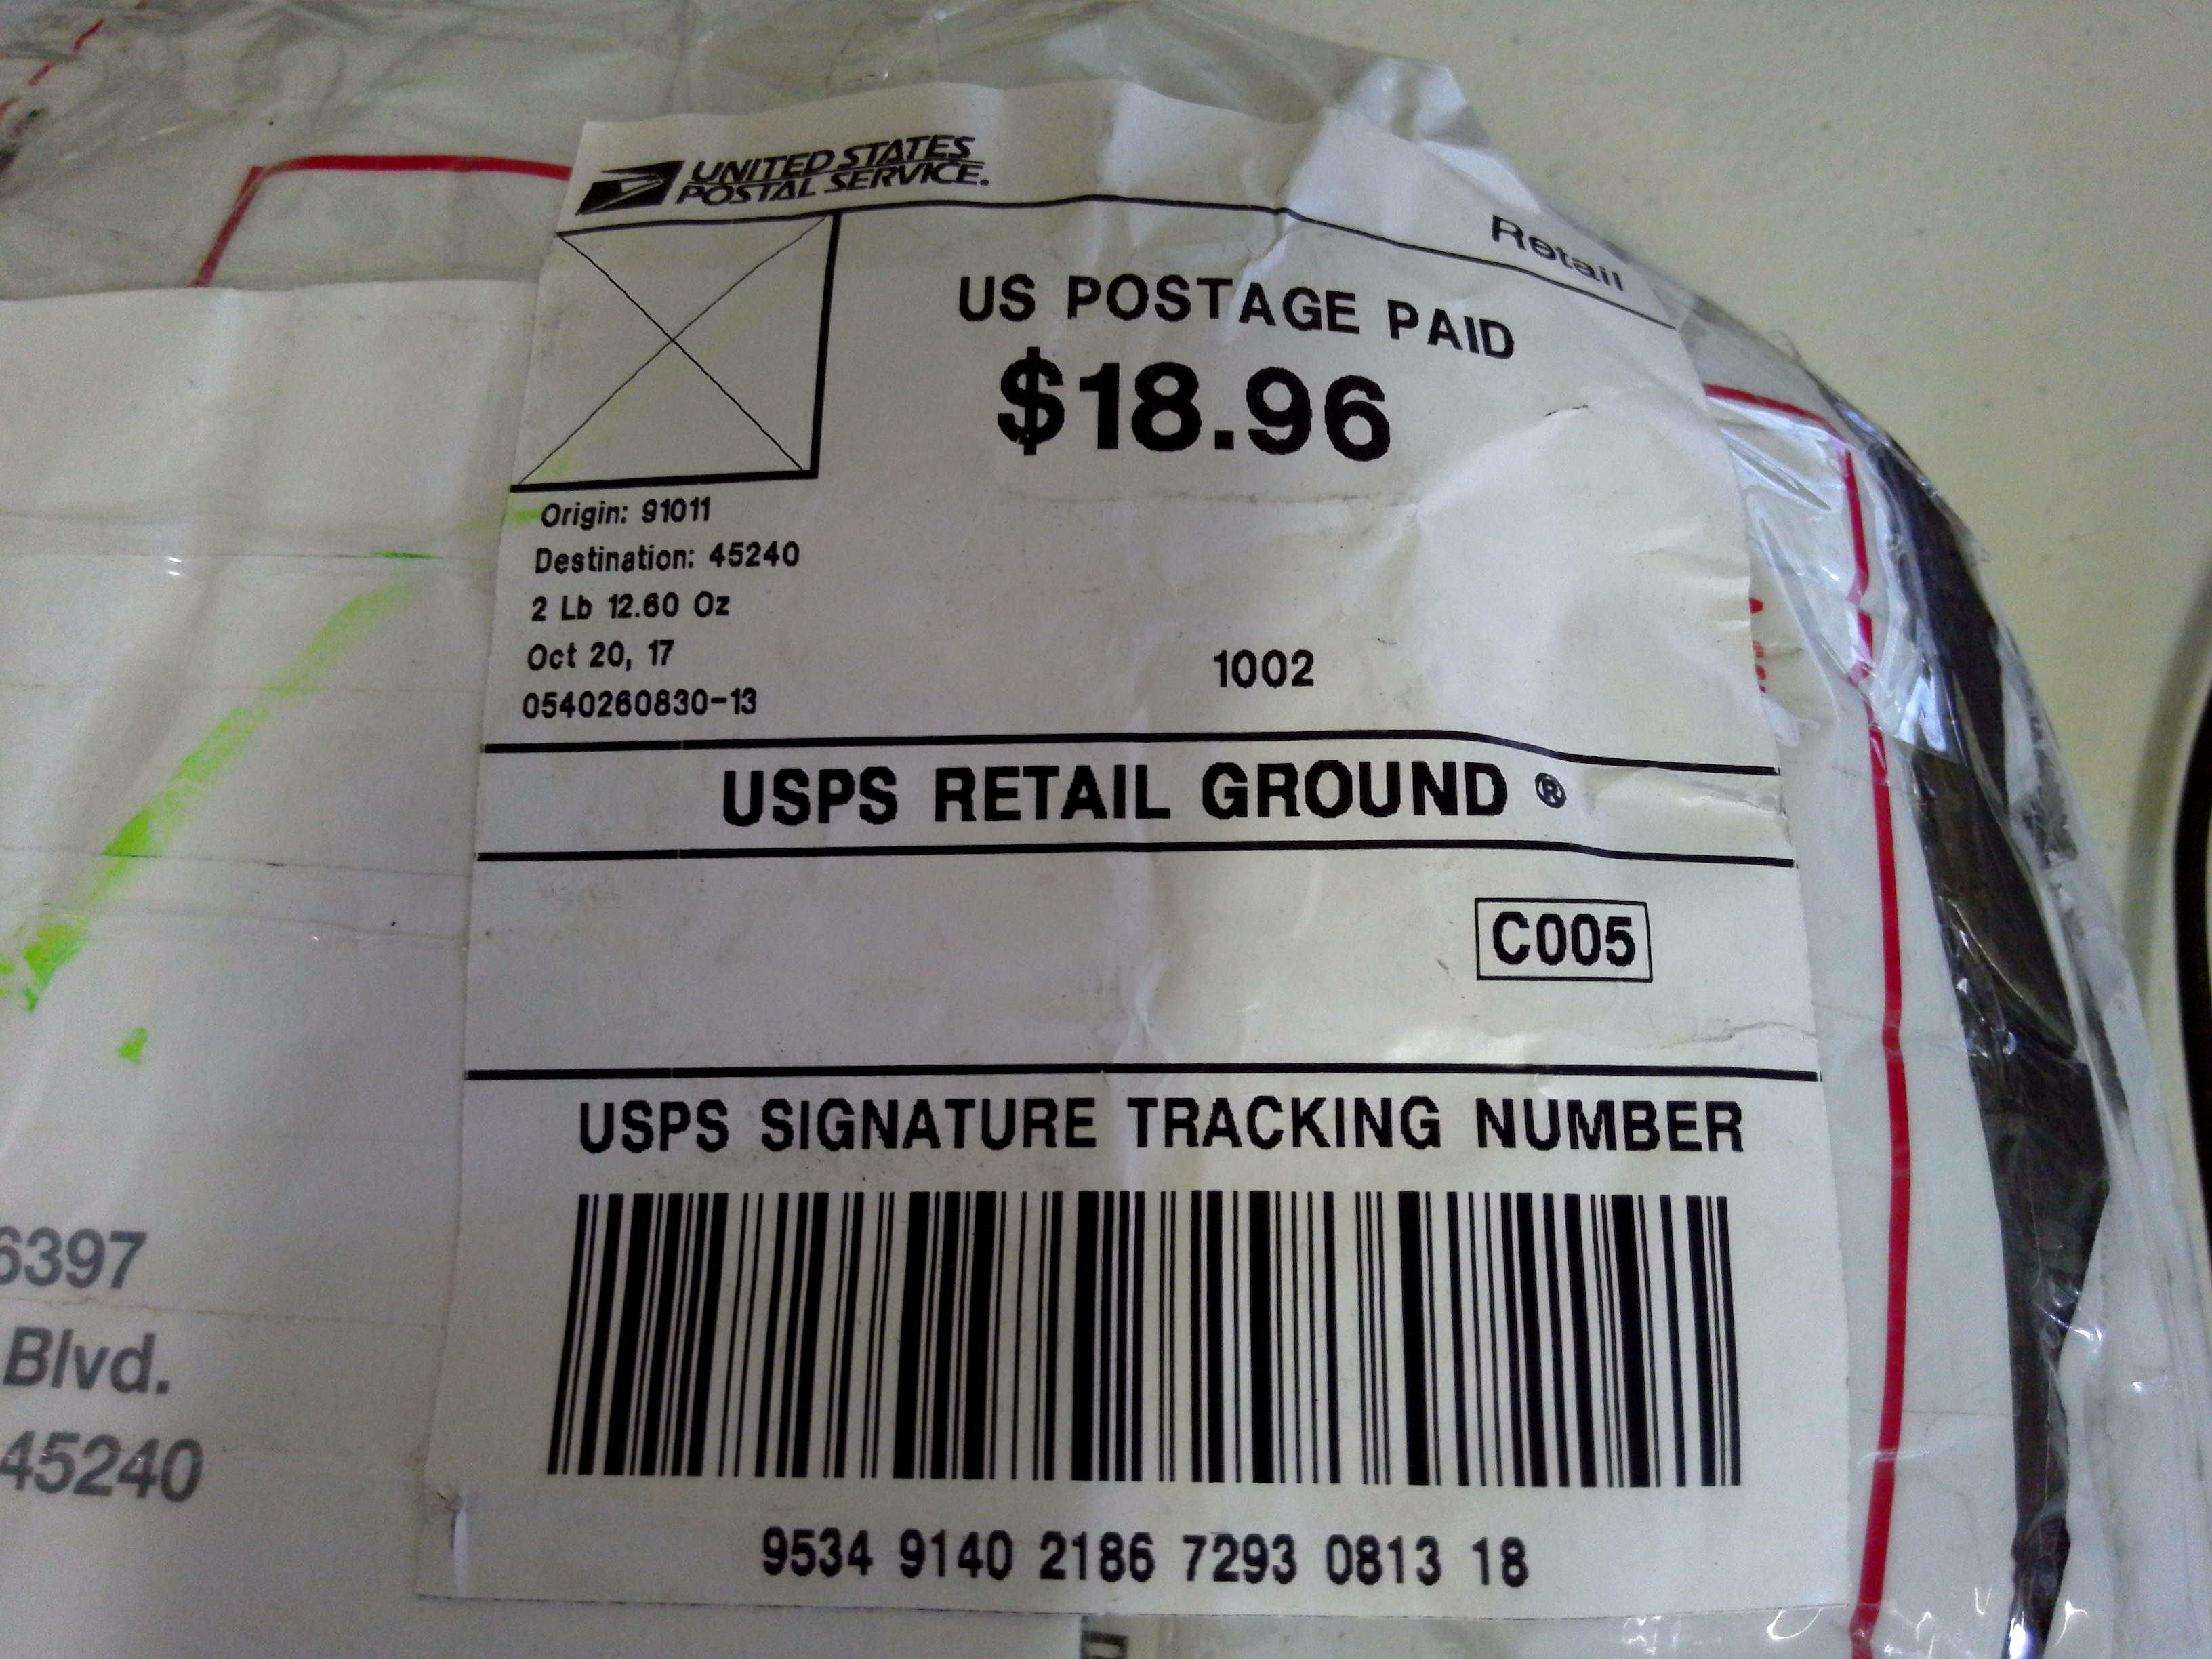 UNITED STATES
POSTAL SERVICE.
Retail
US POSTAGE PAID
$18.96
Origin: 91011
Destination: 45240
2 Lb 12.60 Oz
Oct 20, 17
0540260830-13
1002
USPS RETAIL GROUND ®
C005
USPS SIGNATURE TRACKING NUMBER
9534 9140 2186 7293 0813 18
6397
Blvd.
45240